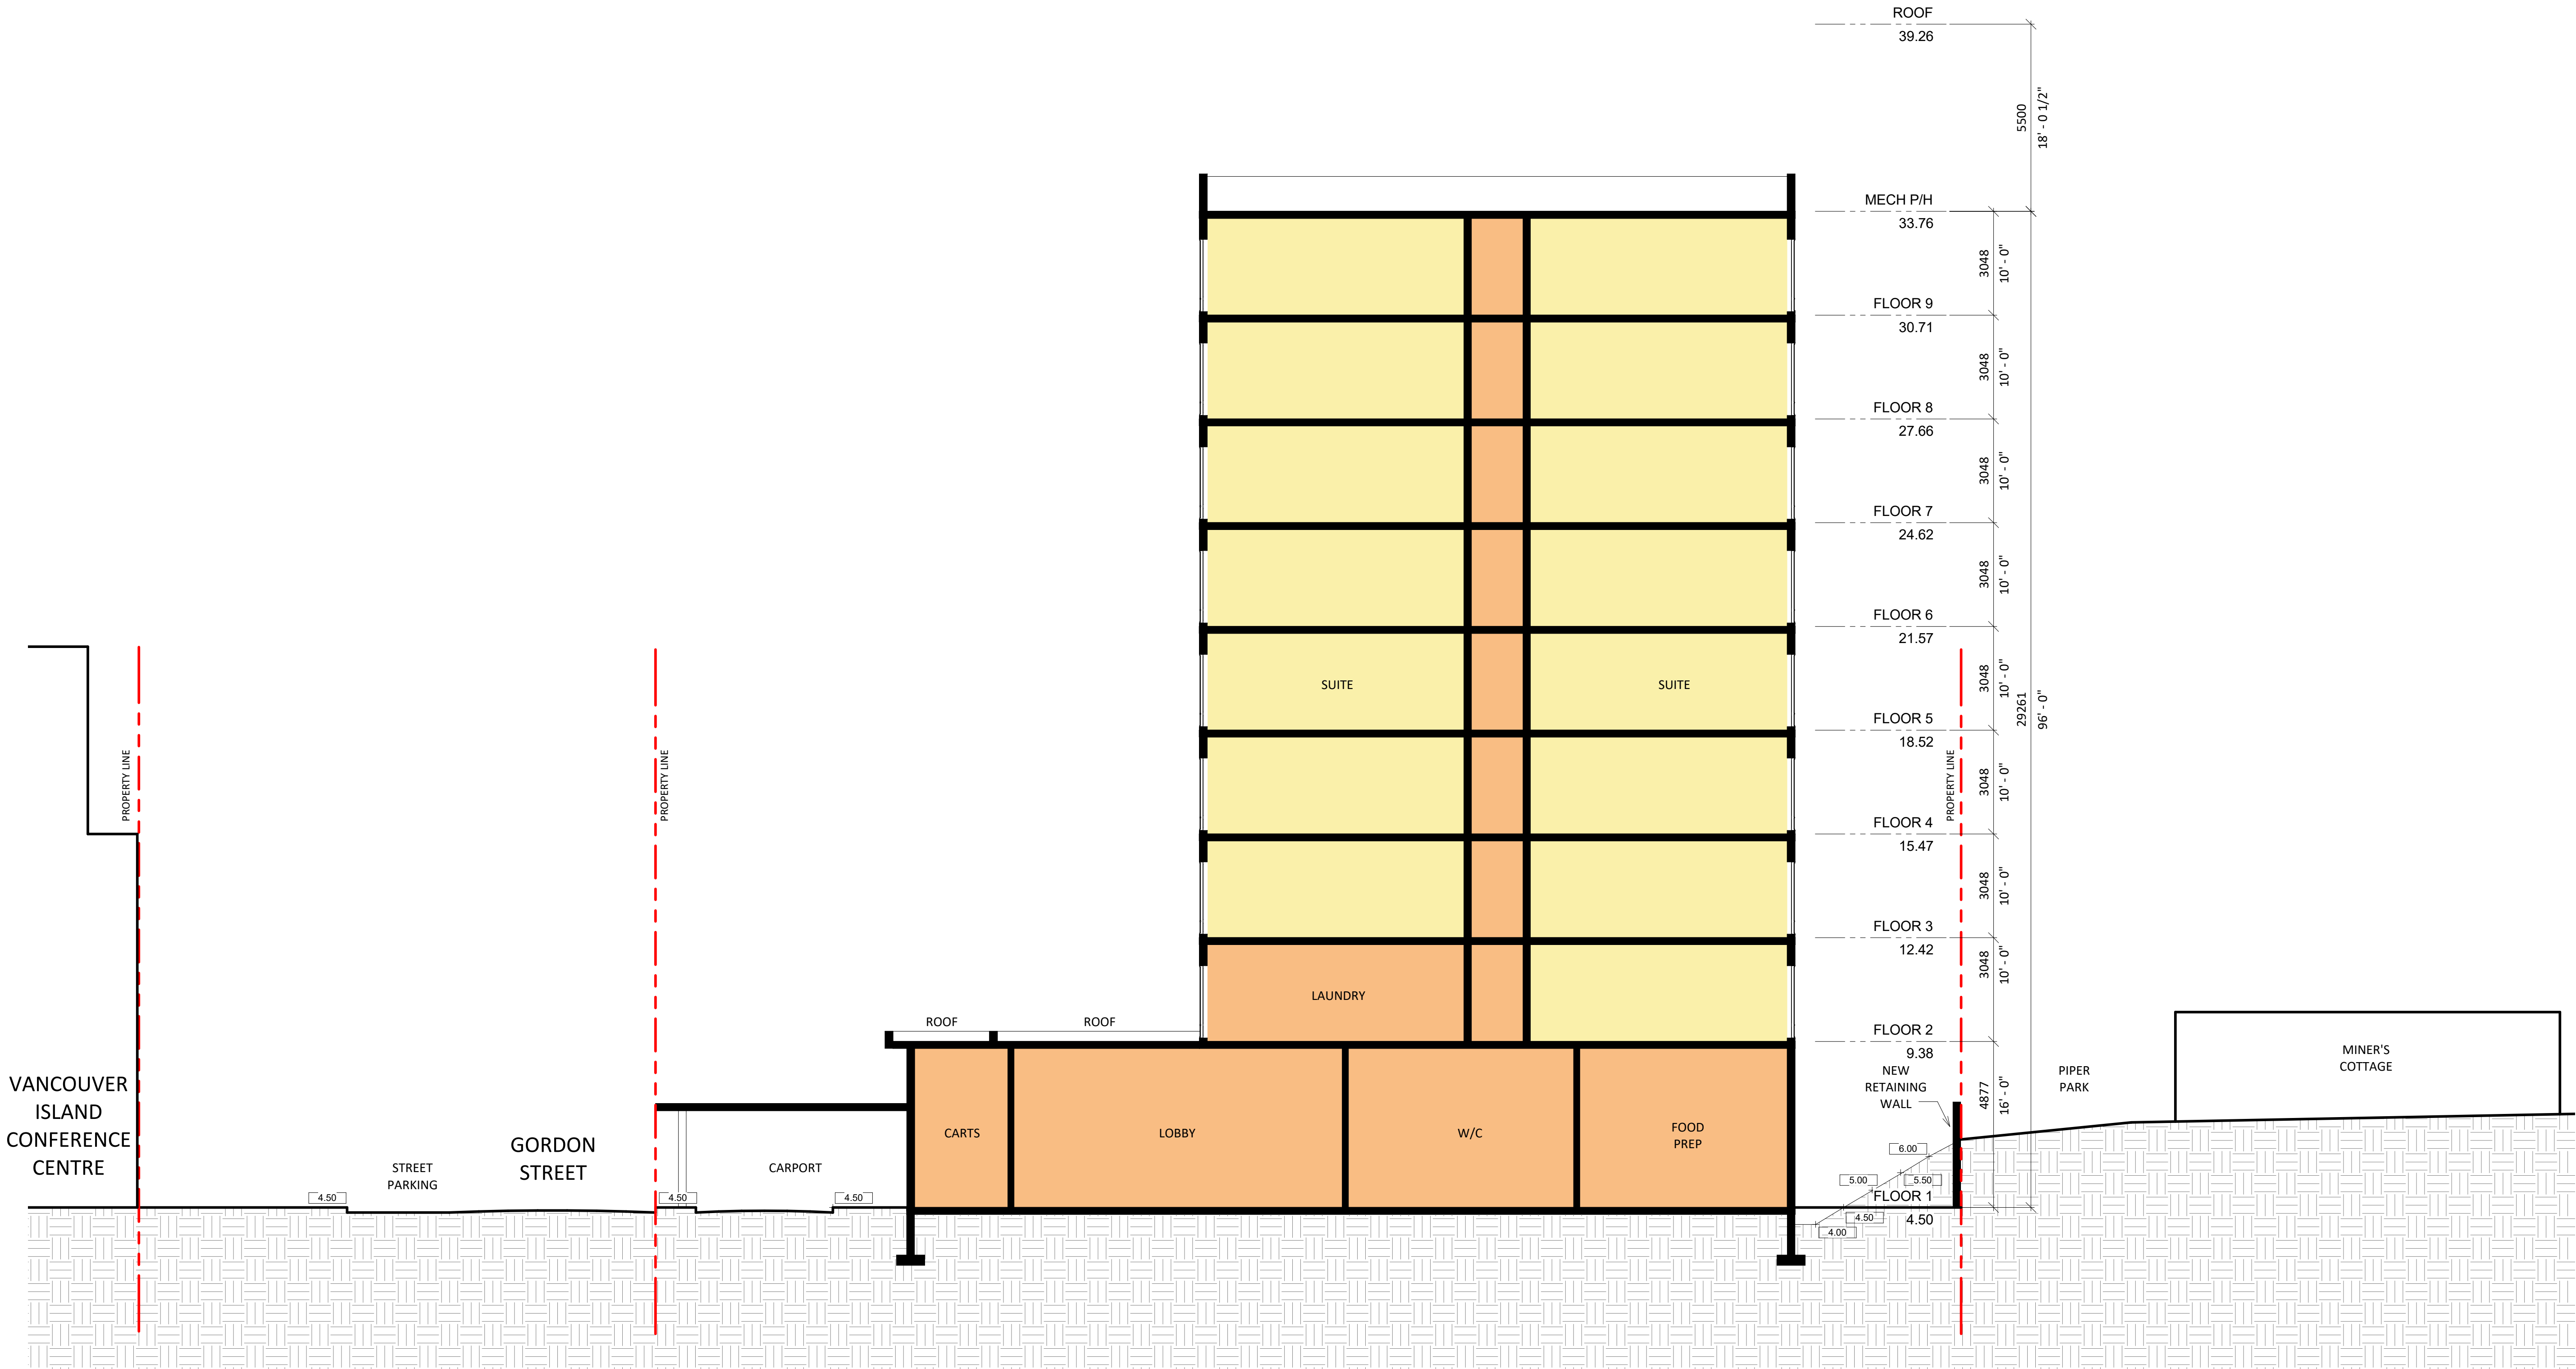 ROOF
39.26
5500
18' - 0 1/2"
MECH P/H
33.76
3048
10' - 0"
FLOOR 9
30.71
3048
10' - 0"
FLOOR 8
27.66
3048
10' - 0"
FLOOR 7
24.62
3048
10' - 0"
FLOOR 6
21.57
SUITE
SUITE
3048
10' - 0"
29261
96' - 0"
FLOOR 5
18.52
PROPERTY LINE
PROPERTY LINE
PROPERTY LINE
3048
10' - 0"
FLOOR 4
15.47
3048
10' - 0"
FLOOR 3
12.42
3048
10' - 0"
LAUNDRY
ROOF
ROOF
FLOOR 2
9.38
4877
16' - 0"
NEW
RETAINING
WALL
PIPER
PARK
MINER'S
COTTAGE
VANCOUVER
ISLAND
CONFERENCE
CENTRE
GORDON
STREET
STREET
PARKING
CARPORT
CARTS
LOBBY
W/C
FOOD
PREP
4.50
4.50
4.50
6.00
5.00
5.50
FLOOR 1
4.50
4.50
4.00